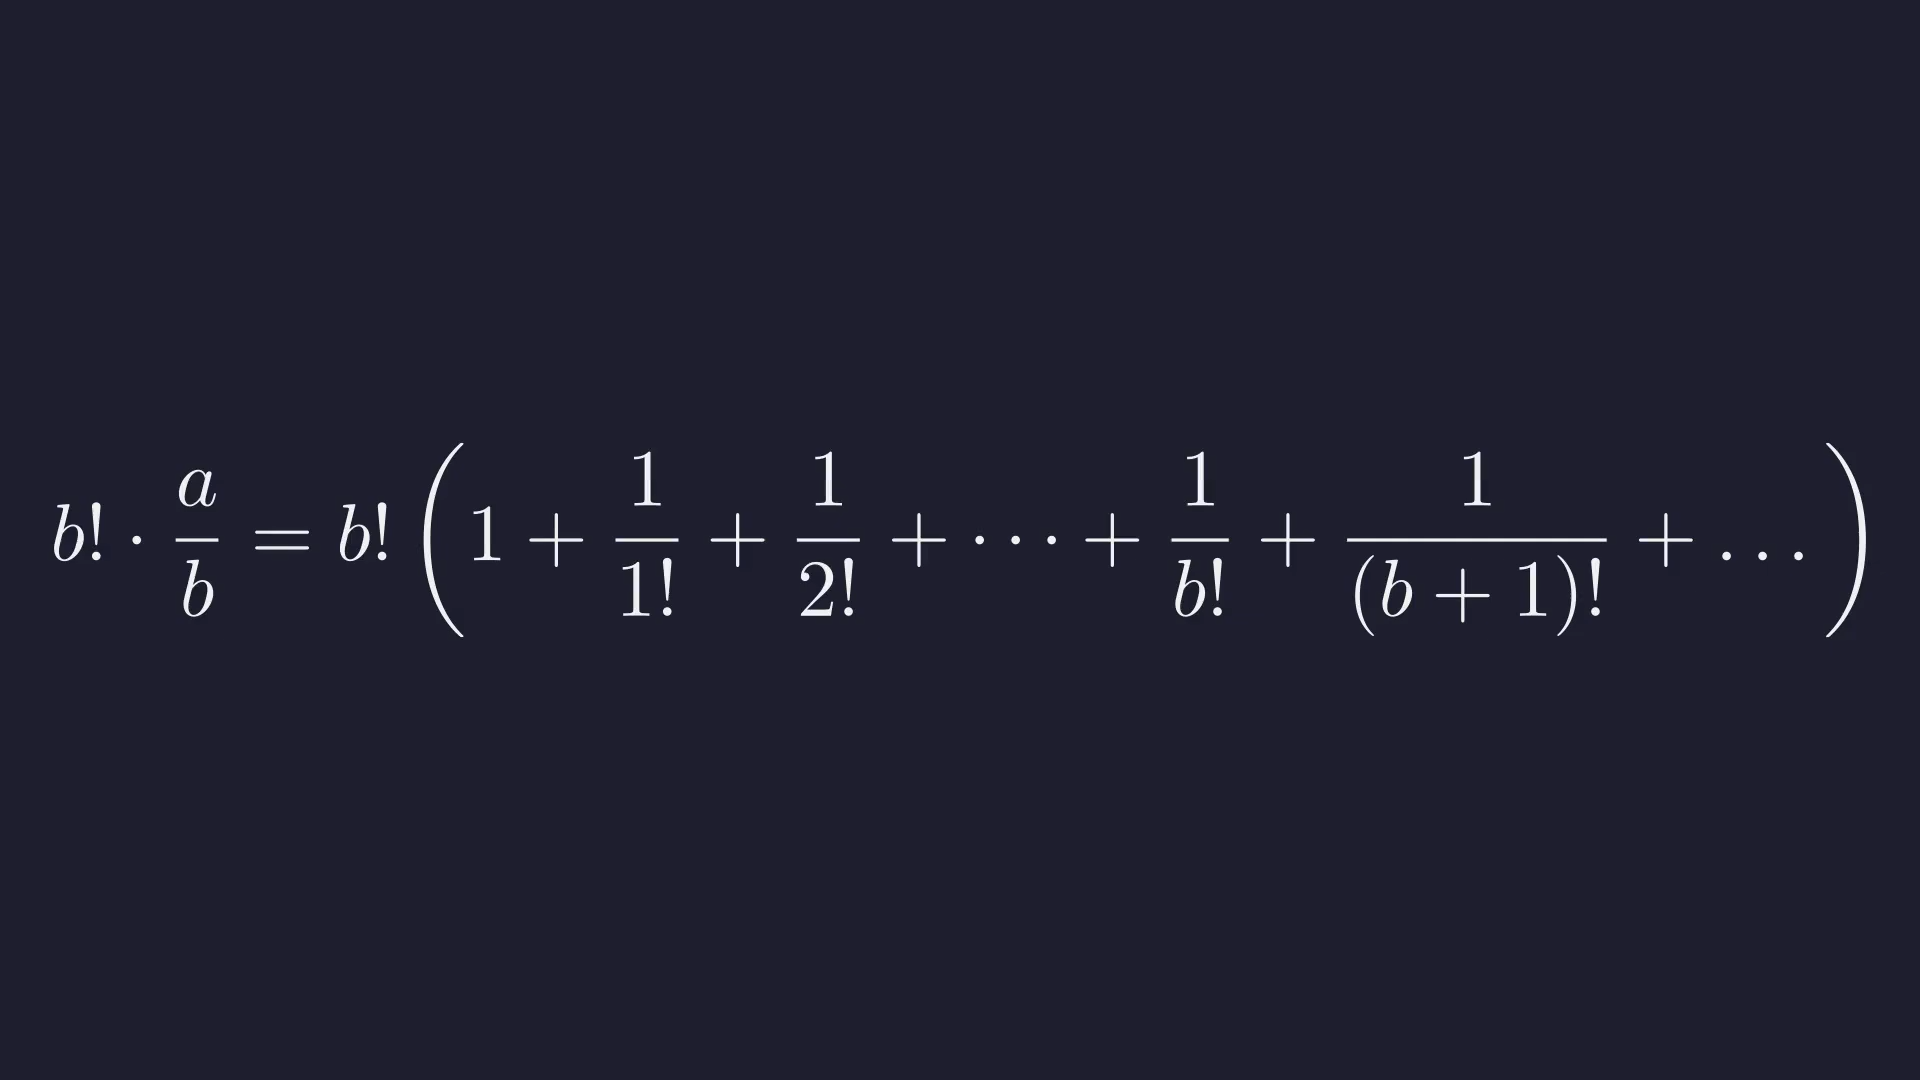 b! · a/b = b! (1 + 1/1! + 1/2! + ⋯ + 1/b! + 1/(b + 1)! + …)